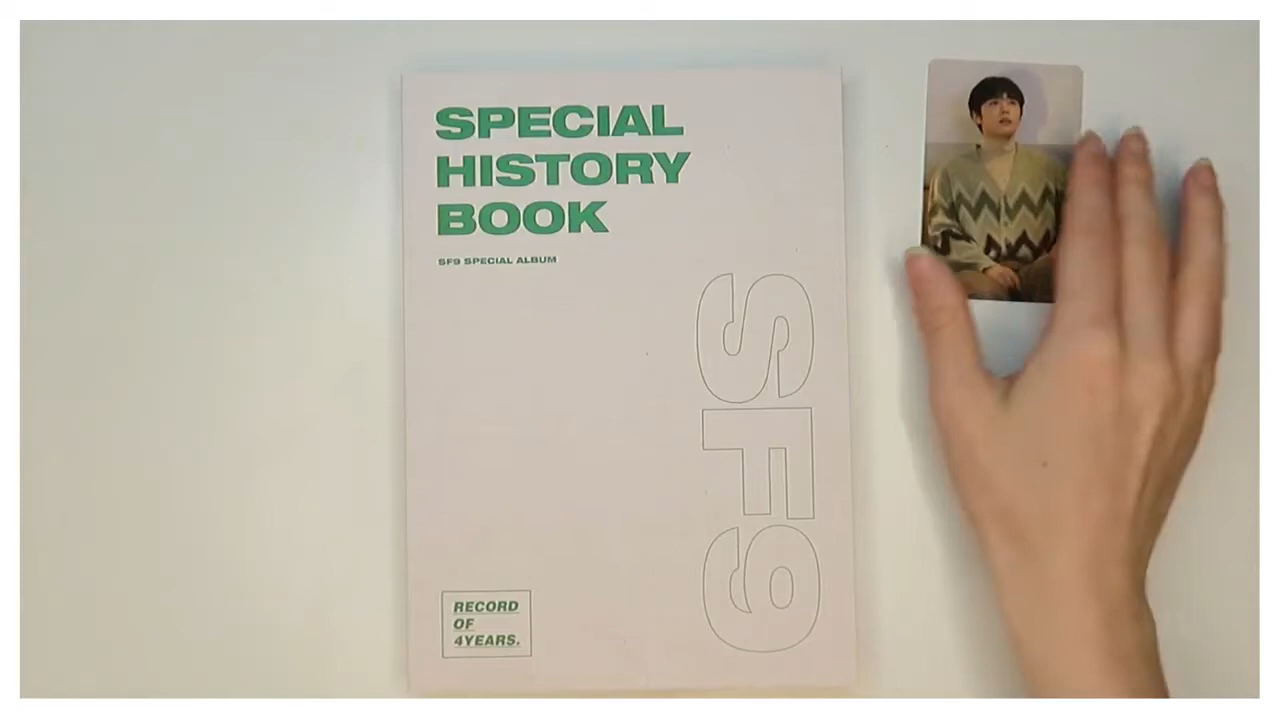 SPECIAL
HISTORY
BOOK
SF9 SPECIAL ALBUM
SF9
RECORD
OF
4YEARS.